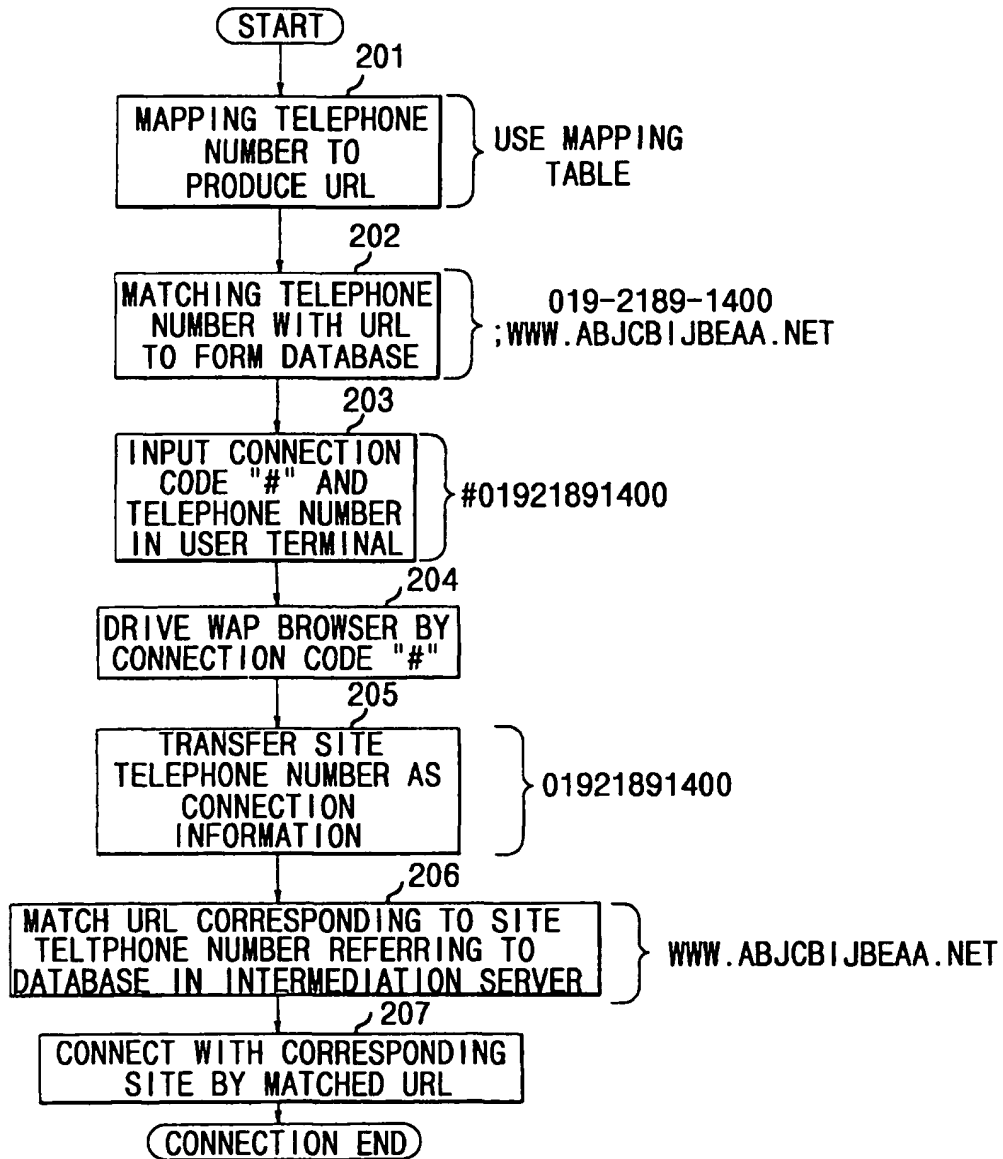 START
201
MAPPING TELEPHONE
NUMBER TO
PRODUCE URL
USE MAPPING
TABLE
202
MATCHING TELEPHONE
NUMBER WITH URL
TO FORM DATABASE
019-2189-1400
;WWW.ABJCBIJBEAA.NET
203
INPUT CONNECTION
CODE "#" AND
TELEPHONE NUMBER
IN USER TERMINAL
#01921891400
204
DRIVE WAP BROWSER BY
CONNECTION CODE "#"
205
TRANSFER SITE
TELEPHONE NUMBER AS
CONNECTION
INFORMATION
01921891400
206
MATCH URL CORRESPONDING TO SITE
TELTPHONE NUMBER REFERRING TO
DATABASE IN INTERMEDIATION SERVER
WWW.ABJCBIJBEAA.NET
207
CONNECT WITH CORRESPONDING
SITE BY MATCHED URL
CONNECTION END